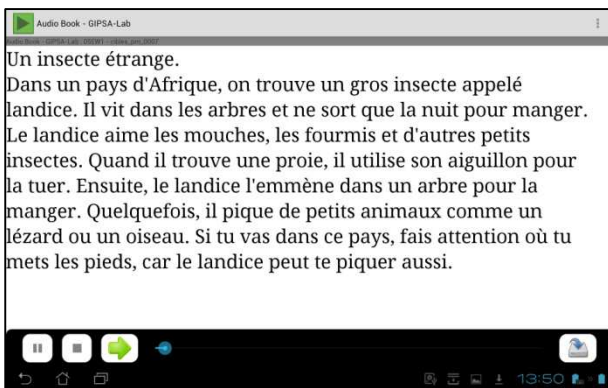 Audio Book - GIPSA-Lab
Un insecte étrange.
Dans un pays d'Afrique, on trouve un gros insecte appelé
landice. Il vit dans les arbres et ne sort que la nuit pour manger.
Le landice aime les mouches, les fourmis et d'autres petits
insectes. Quand il trouve une proie, il utilise son aiguillon pour
la tuer. Ensuite, le landice l'emmène dans un arbre pour la
manger. Quelquefois, il pique de petits animaux comme un
lézard ou un oiseau. Si tu vas dans ce pays, fais attention où tu
mets les pieds, car le landice peut te piquer aussi.
13:50